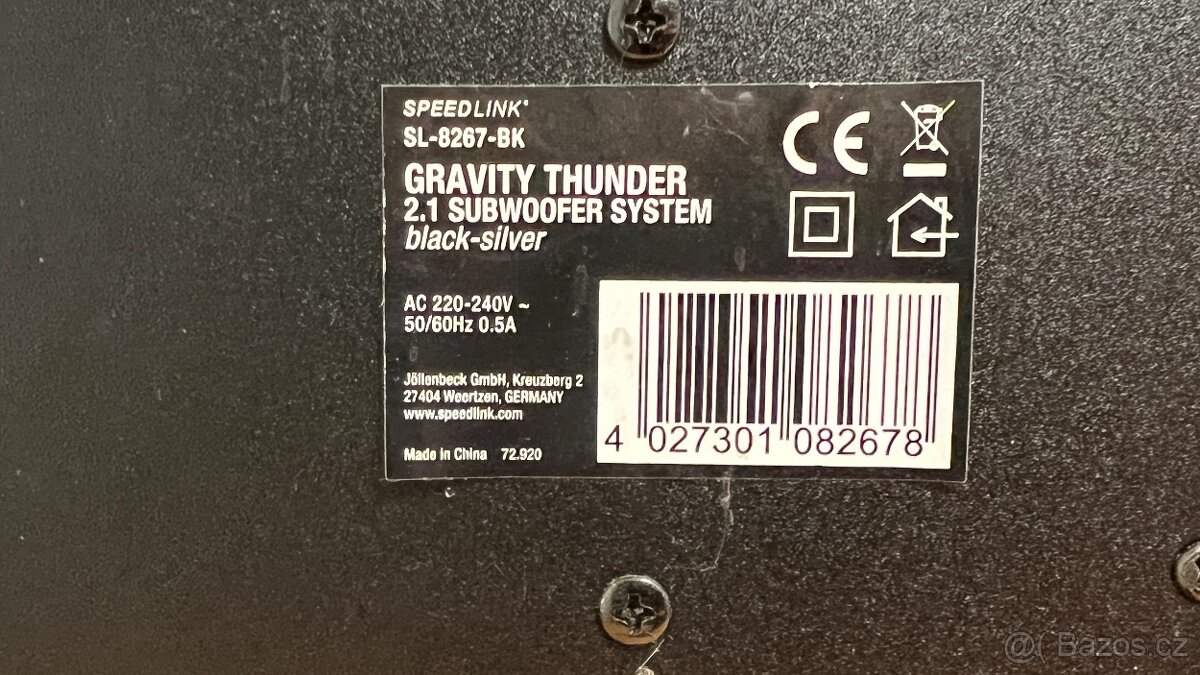 SPEEDLINK®
SL-8267-BK
GRAVITY THUNDER
2.1 SUBWOOFER SYSTEM
black-silver
AC 220-240V ~
50/60Hz 0.5A
Jöllenbeck GmbH, Kreuzberg 2
27404 Weertzen, GERMANY
www.speedlink.com
Made in China 72.920
CE
4 027301 082678
@( Bazos.cz